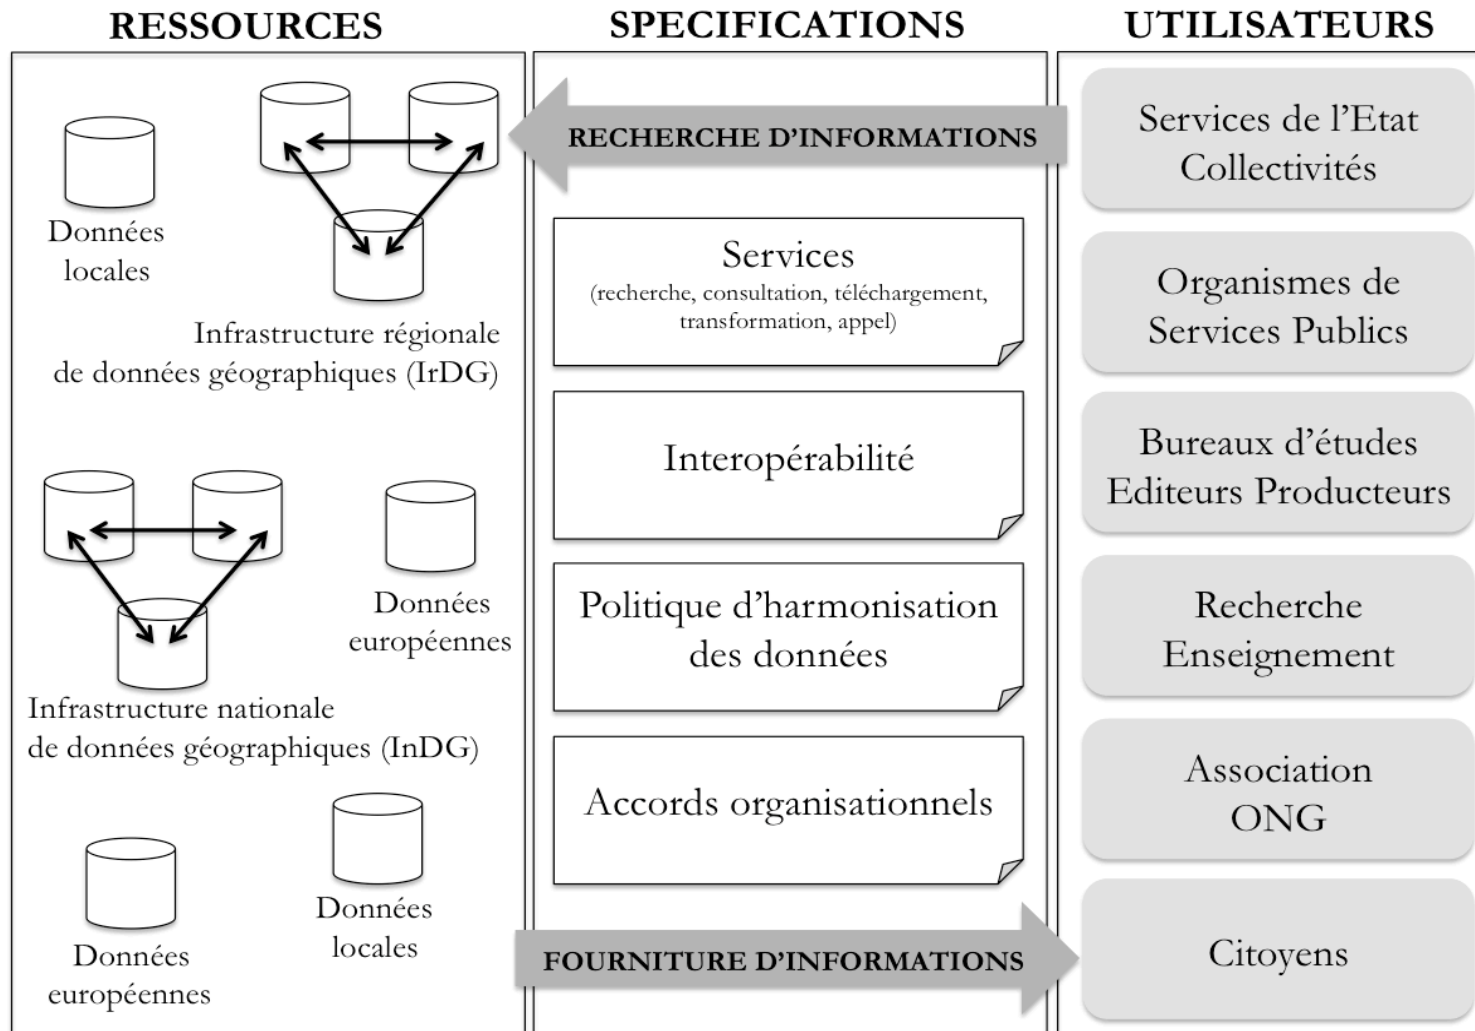 RESSOURCES
Données
locales
Infrastructure régionale
de données géographiques (IrDG)
Données
européennes
Infrastructure nationale
de données géographiques (InDG)
Données
locales
Données
européennes
SPECIFICATIONS
RECHERCHE D'INFORMATIONS
Services
(recherche, consultation, téléchargement,
transformation, appel)
Interopérabilité
Politique d'harmonisation
des données
Accords organisationnels
FOURNITURE D'INFORMATIONS
UTILISATEURS
Services de l'Etat
Collectivités
Organismes de
Services Publics
Bureaux d'études
Editeurs Producteurs
Recherche
Enseignement
Association
ONG
Citoyens